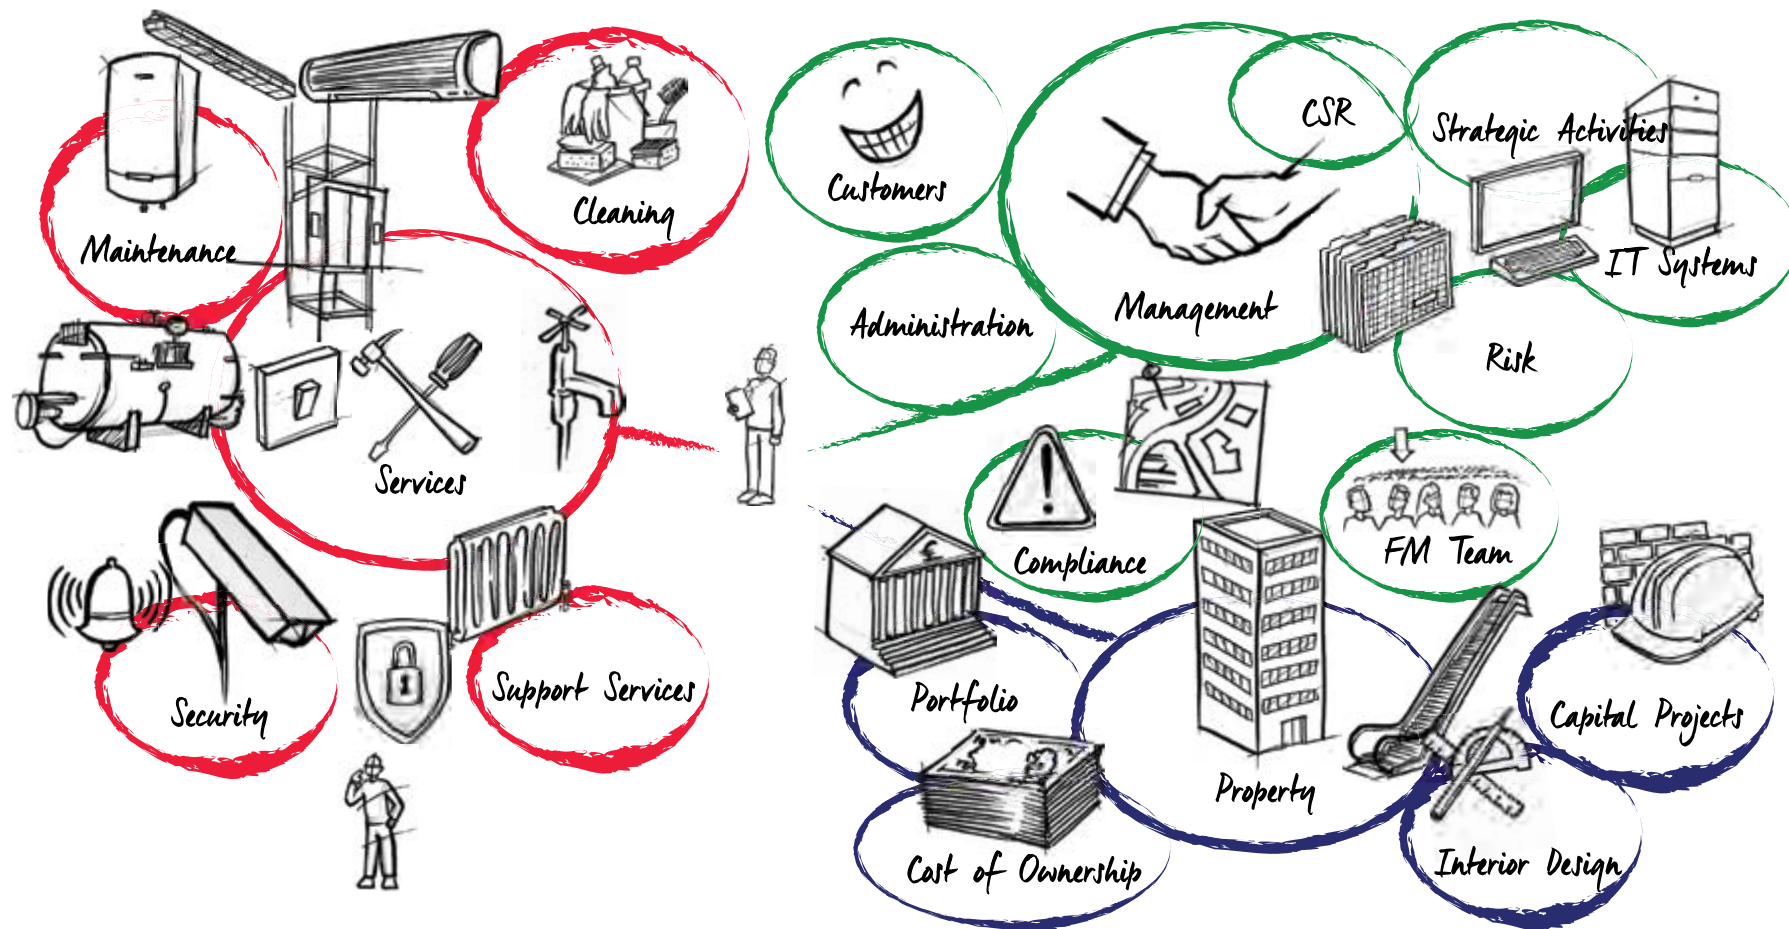 Cleaning
Maintenance
Services
Security
Support Services
Customers
CSR
Strategic Activities
IT Systems
Management
Administration
Risk
Compliance
FM Team
Portfolio
Capital Projects
Property
Cost of Ownership
Interior Design